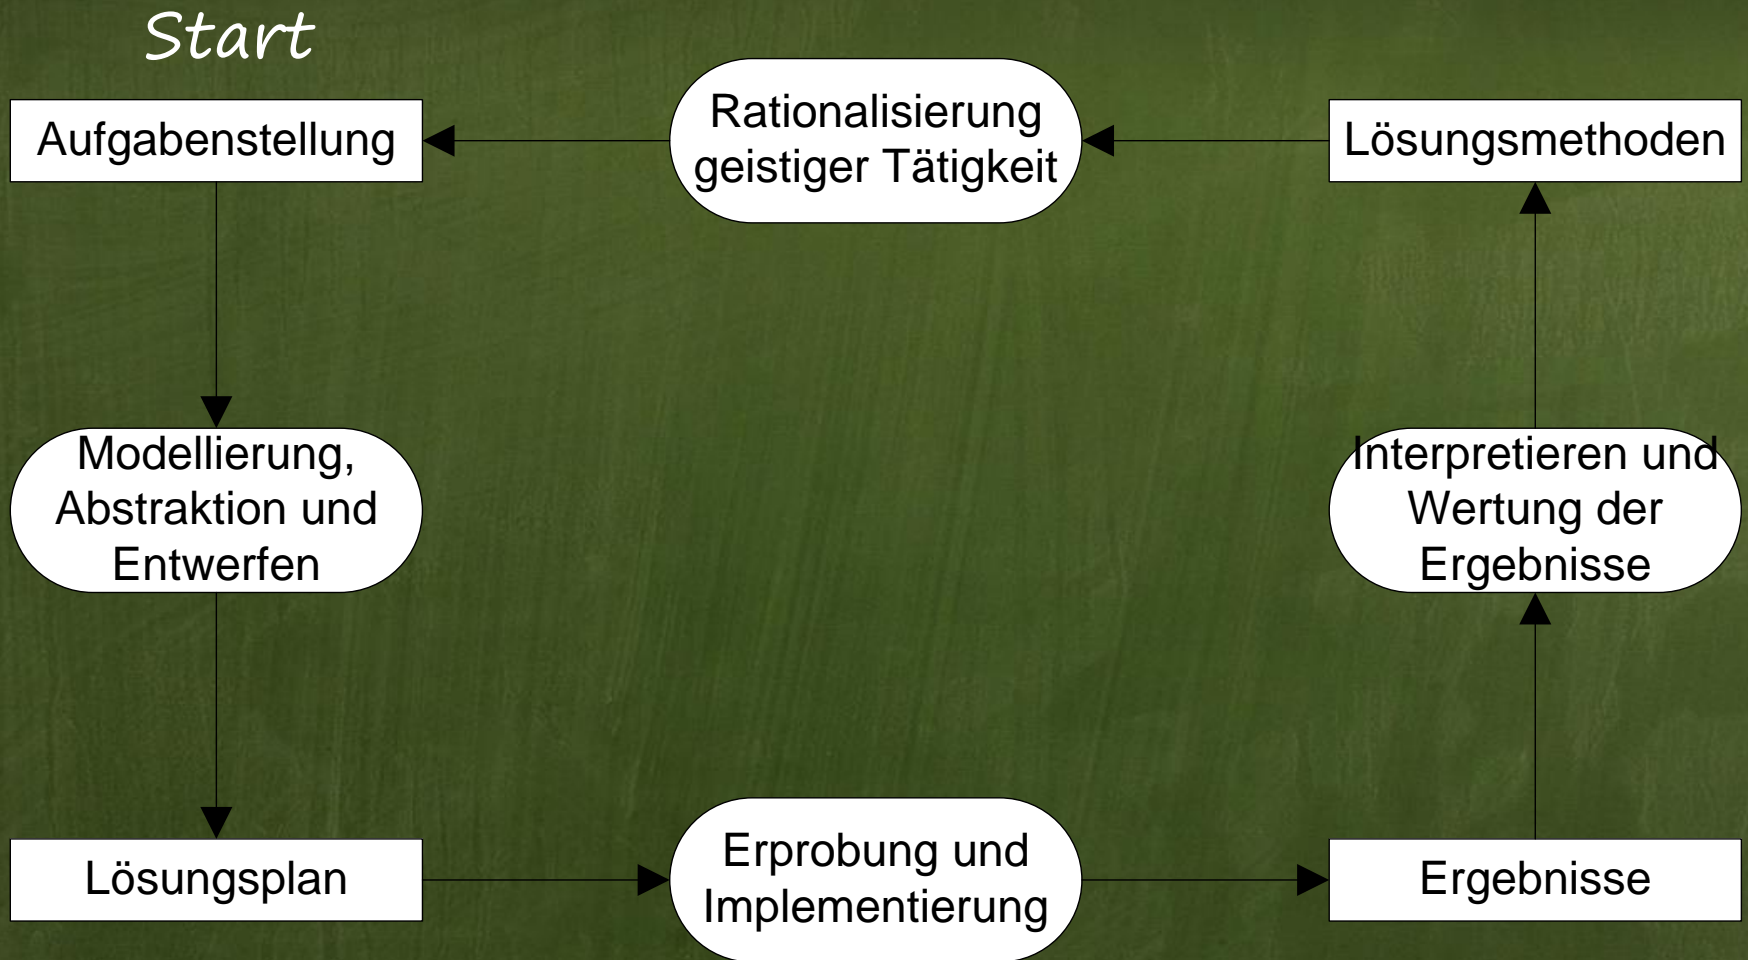 Start
Aufgabenstellung
Rationalisierung
geistiger Tätigkeit
Lösungsmethoden
Modellierung,
Abstraktion und
Entwerfen
Interpretieren und
Wertung der
Ergebnisse
Lösungsplan
Erprobung und
Implementierung
Ergebnisse